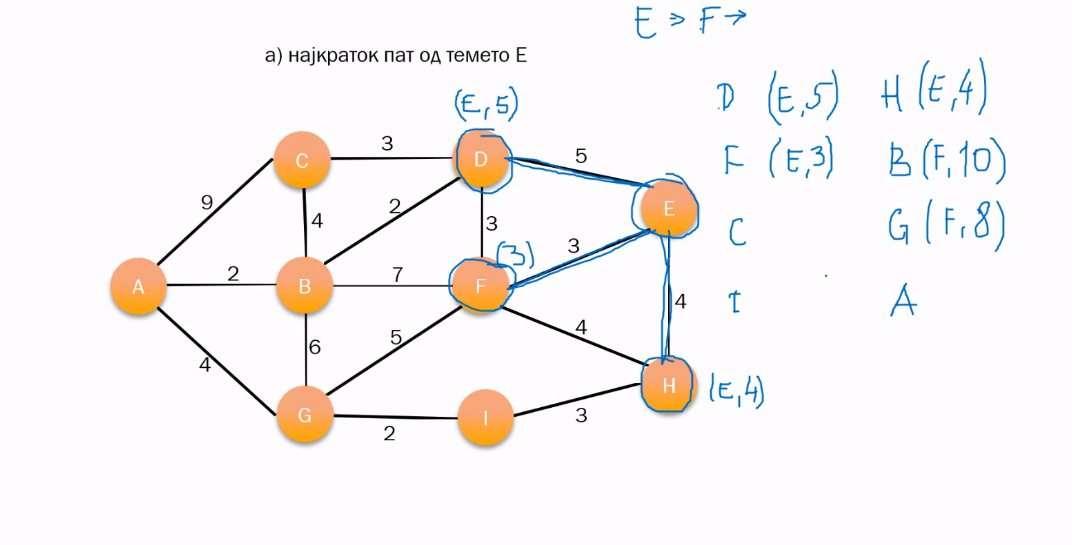 E → F →
а) најкраток пат од темето Е
(E,5)
D (E,5) H (E,4)
F (E,3) B (F,10)
C G (F,8)
I A
C 3 D 5
9 2 E
4 3 3
(3)
A 2 B 7 F
4
4 6 5 4
H (E,4)
G 2 I 3